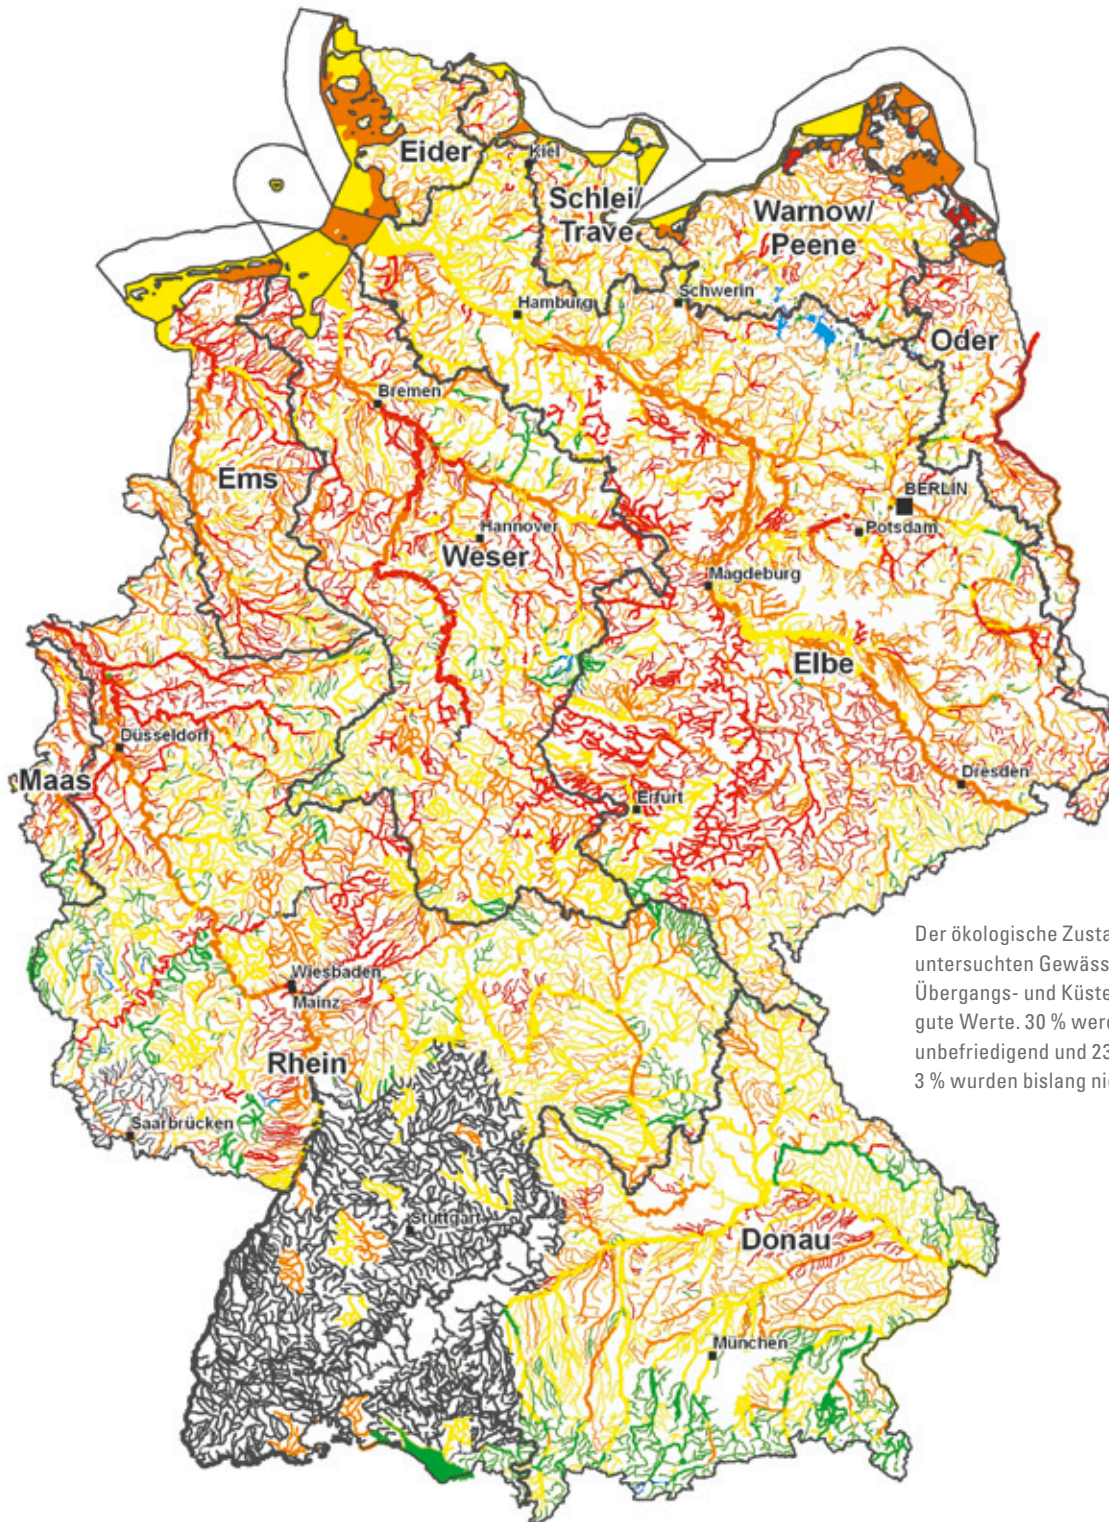 Eider
Kiel
Schlei/
Trave
Warnow/
Peene
Hamburg
Schwerin
Oder
Bremen
Ems
BERLIN
Hannover
Potsdam
Weser
Magdeburg
Elbe
Düsseldorf
Maas
Dresden
Erfurt
Der ökologische Zusta
untersuchten Gewäss
Übergangs- und Küste
gute Werte. 30 % werd
unbefriedigend und 23
3 % wurden bislang nic
Wiesbaden
Mainz
Rhein
Saarbrücken
Stuttgart
Donau
München